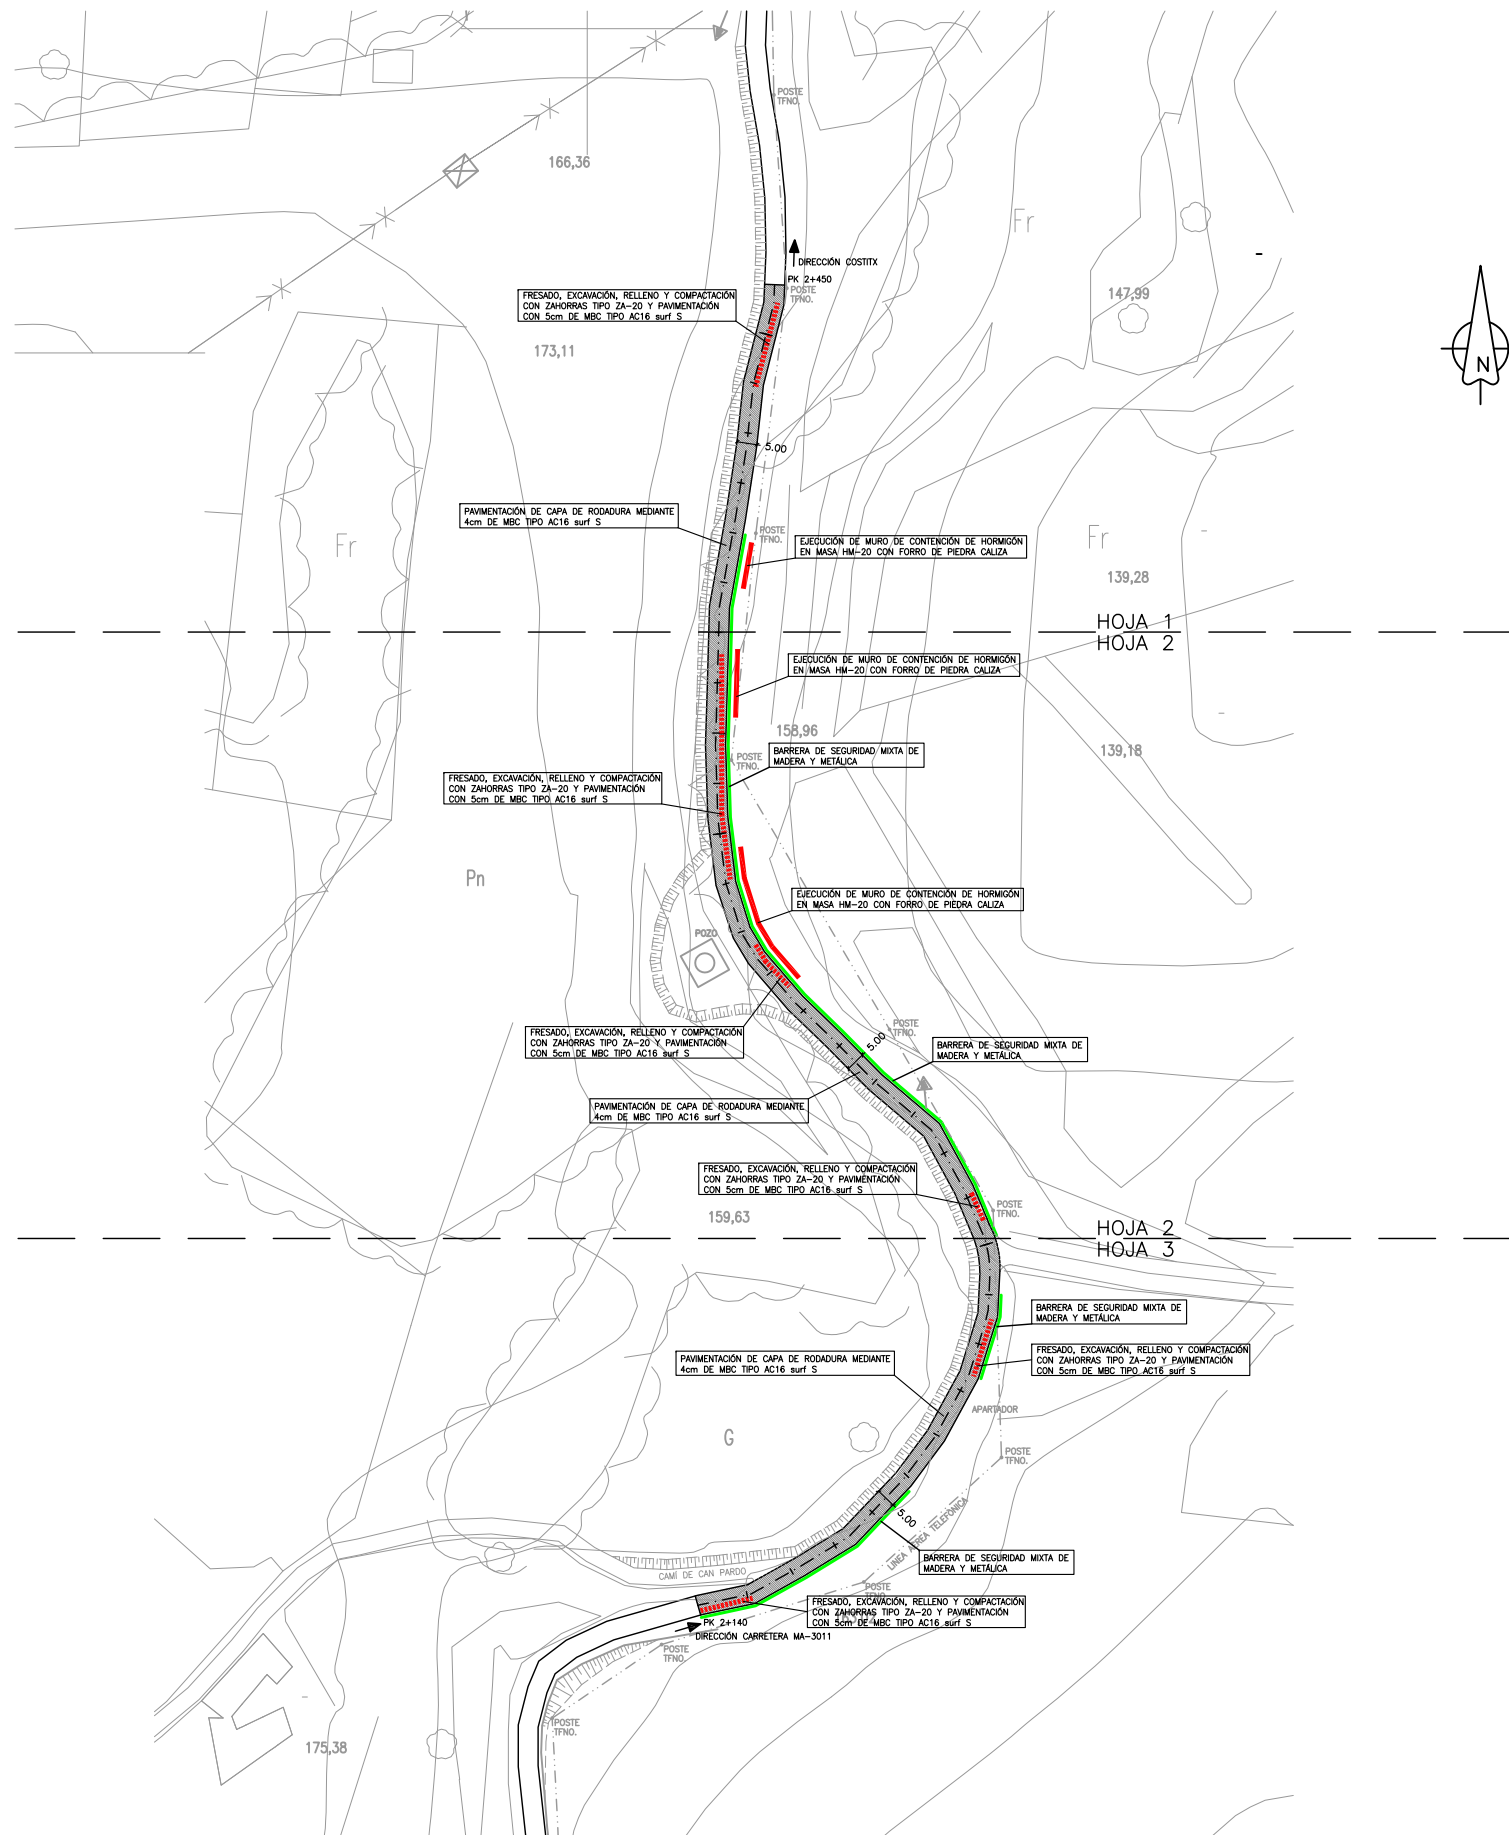 POSTE
TFNO.
166,36
Fr
DIRECCIÓN COSTITX
PK 2+450
POSTE
TFNO.
147,99
FRESADO, EXCAVACIÓN, RELLENO Y COMPACTACIÓN
CON ZAHORRAS TIPO ZA-20 Y PAVIMENTACIÓN
CON 5cm DE MBC TIPO AC16 surf S
173,11
N
5.00
PAVIMENTACIÓN DE CAPA DE RODADURA MEDIANTE
4cm DE MBC TIPO AC16 surf S
POSTE
TFNO.
Fr
Fr
EJECUCIÓN DE MURO DE CONTENCIÓN DE HORMIGÓN
EN MASA HM-20 CON FORRO DE PIEDRA CALIZA
139,28
HOJA 1
HOJA 2
EJECUCIÓN DE MURO DE CONTENCIÓN DE HORMIGÓN
EN MASA HM-20 CON FORRO DE PIEDRA CALIZA
158,96
139,18
BARRERA DE SEGURIDAD MIXTA DE
MADERA Y METÁLICA
POSTE
TFNO.
FRESADO, EXCAVACIÓN, RELLENO Y COMPACTACIÓN
CON ZAHORRAS TIPO ZA-20 Y PAVIMENTACIÓN
CON 5cm DE MBC TIPO AC16 surf S
Pn
EJECUCIÓN DE MURO DE CONTENCIÓN DE HORMIGÓN
EN MASA HM-20 CON FORRO DE PIEDRA CALIZA
POZO
FRESADO, EXCAVACIÓN, RELLENO Y COMPACTACIÓN
CON ZAHORRAS TIPO ZA-20 Y PAVIMENTACIÓN
CON 5cm DE MBC TIPO AC16 surf S
POSTE
TFNO.
5.00
BARRERA DE SEGURIDAD MIXTA DE
MADERA Y METÁLICA
PAVIMENTACIÓN DE CAPA DE RODADURA MEDIANTE
4cm DE MBC TIPO AC16 surf S
FRESADO, EXCAVACIÓN, RELLENO Y COMPACTACIÓN
CON ZAHORRAS TIPO ZA-20 Y PAVIMENTACIÓN
CON 5cm DE MBC TIPO AC16 surf S
POSTE
TFNO.
159,63
HOJA 2
HOJA 3
BARRERA DE SEGURIDAD MIXTA DE
MADERA Y METÁLICA
PAVIMENTACIÓN DE CAPA DE RODADURA MEDIANTE
4cm DE MBC TIPO AC16 surf S
FRESADO, EXCAVACIÓN, RELLENO Y COMPACTACIÓN
CON ZAHORRAS TIPO ZA-20 Y PAVIMENTACIÓN
CON 5cm DE MBC TIPO AC16 surf S
APARTADOR
G
POSTE
TFNO.
5.00
LINEA AEREA TELEFONICA
BARRERA DE SEGURIDAD MIXTA DE
MADERA Y METÁLICA
CAMÍ DE CAN PARDO
POSTE
TFNO.
FRESADO, EXCAVACIÓN, RELLENO Y COMPACTACIÓN
CON ZAHORRAS TIPO ZA-20 Y PAVIMENTACIÓN
CON 5cm DE MBC TIPO AC16 surf S
PK 2+140
DIRECCIÓN CARRETERA MA-3011
POSTE
TFNO.
POSTE
TFNO.
175,38